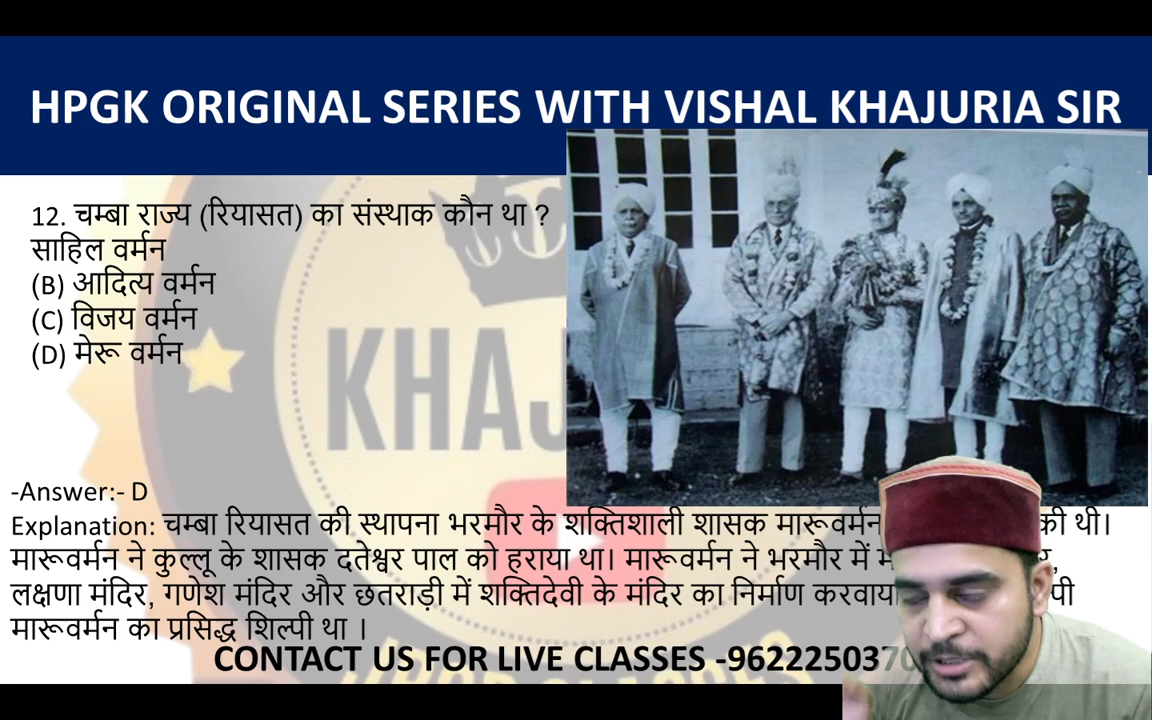 HPGK ORIGINAL SERIES WITH VISHAL KHAJURIA SIR
12. चम्बा राज्य (रियासत) का संस्थाक कौन था ?
साहिल वर्मन
(B) आदित्य वर्मन
(C) विजय वर्मन
(D) मेरू वर्मन
KHAJ
-Answer:- D
Explanation: चम्बा रियासत की स्थापना भरमौर के शक्तिशाली शासक मारूवर्मन की थी।
मारूवर्मन ने कुल्लू के शासक दतेश्वर पाल को हराया था। मारूवर्मन ने भरमौर में
लक्षणा मंदिर, गणेश मंदिर और छतराड़ी में शक्तिदेवी के मंदिर का निर्माण करवाया
मारूवर्मन का प्रसिद्ध शिल्पी था ।
CONTACT US FOR LIVE CLASSES -962225037